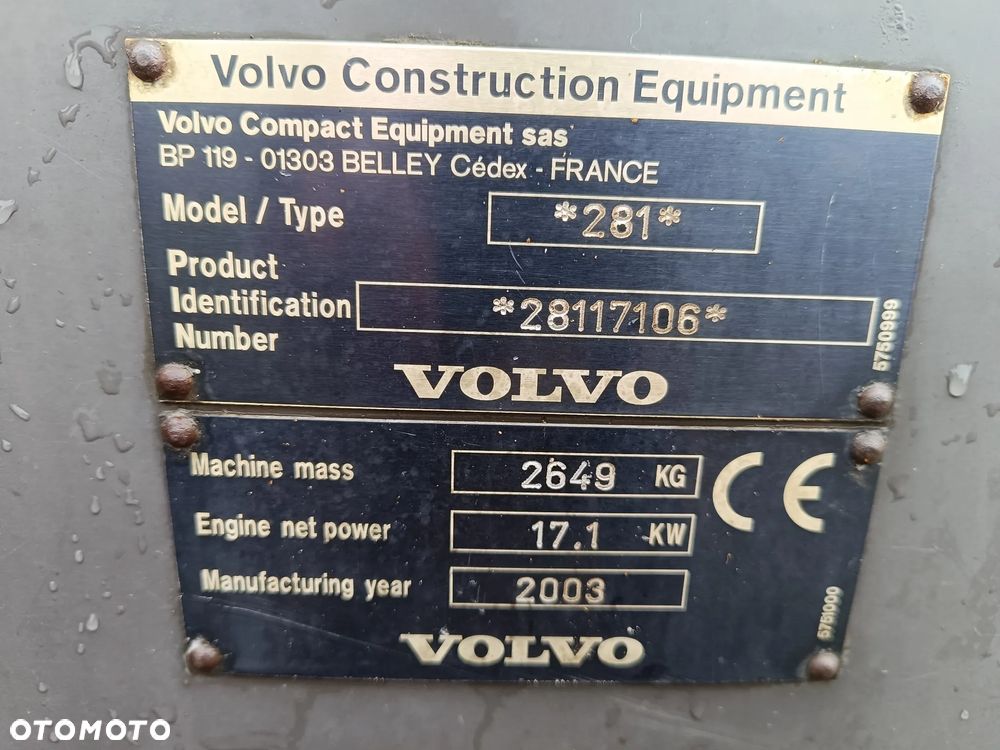 Volvo Construction Equipment
Volvo Compact Equipment sas
BP 119 - 01303 BELLEY Cédex - FRANCE
Model / Type *281*
Product
Identification *28117106*
Number
5750999
VOLVO
Machine mass 2649 KG
CE
Engine net power 17.1 KW
Manufacturing year 2003
5751000
VOLVO
OTOMOTO